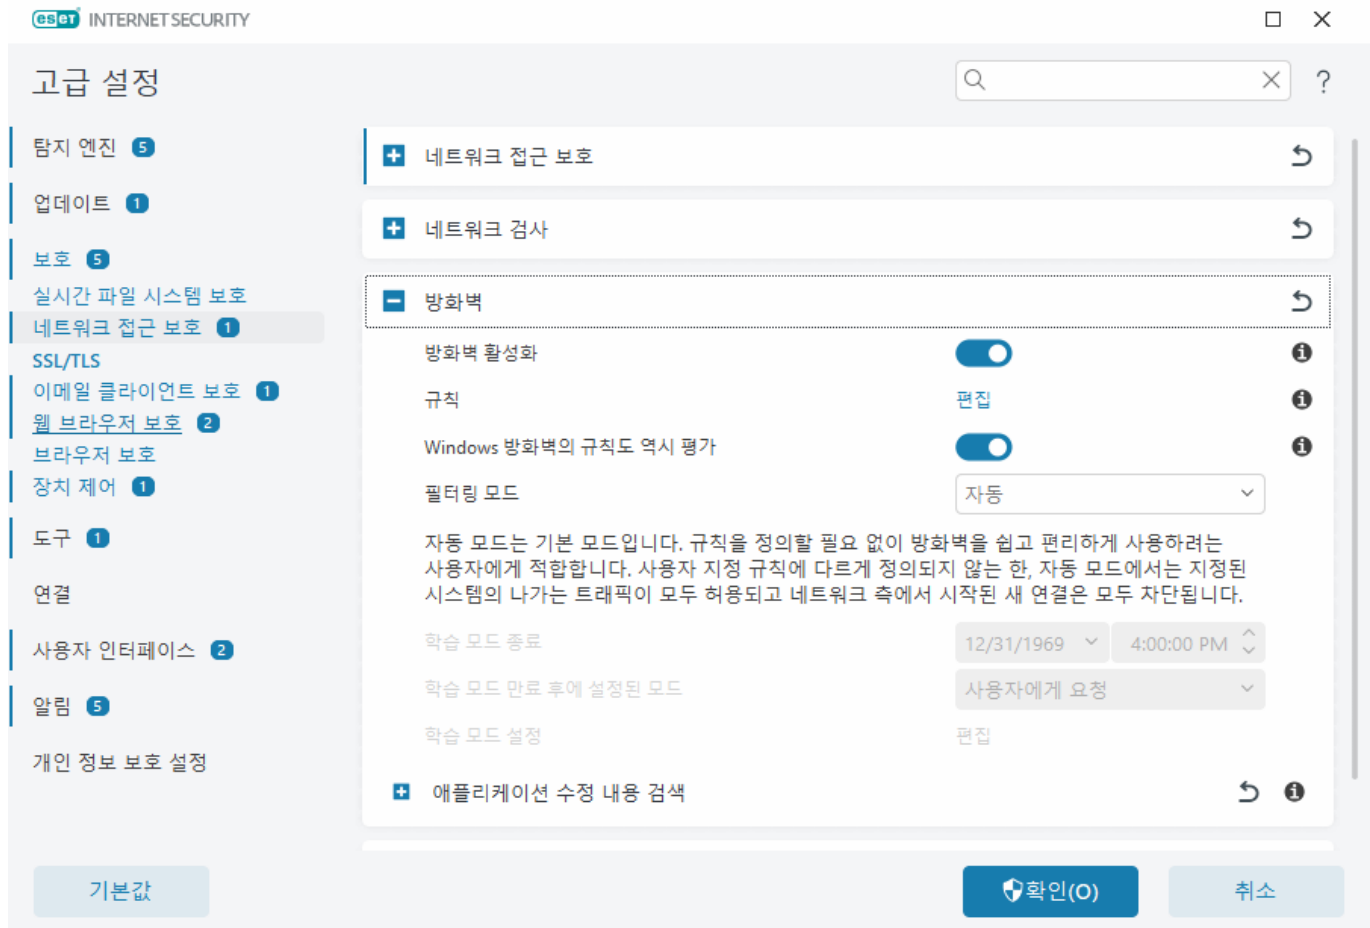 eseT INTERNET SECURITY
고급 설정
?
탐지 엔진 5
업데이트 1
보호 5
실시간 파일 시스템 보호
네트워크 접근 보호 1
SSL/TLS
이메일 클라이언트 보호 1
웹 브라우저 보호 2
브라우저 보호
장치 제어 1
도구 1
연결
사용자 인터페이스 2
알림 5
개인 정보 보호 설정
네트워크 접근 보호
네트워크 검사
방화벽
방화벽 활성화
규칙 편집
Windows 방화벽의 규칙도 역시 평가
필터링 모드 자동
자동 모드는 기본 모드입니다. 규칙을 정의할 필요 없이 방화벽을 쉽고 편리하게 사용하려는
사용자에게 적합합니다. 사용자 지정 규칙에 다르게 정의되지 않는 한, 자동 모드에서는 지정된
시스템의 나가는 트래픽이 모두 허용되고 네트워크 측에서 시작된 새 연결은 모두 차단됩니다.
학습 모드 종료 12/31/1969 4:00:00 PM
학습 모드 만료 후에 설정된 모드 사용자에게 요청
학습 모드 설정 편집
애플리케이션 수정 내용 검색
기본값 확인(O) 취소